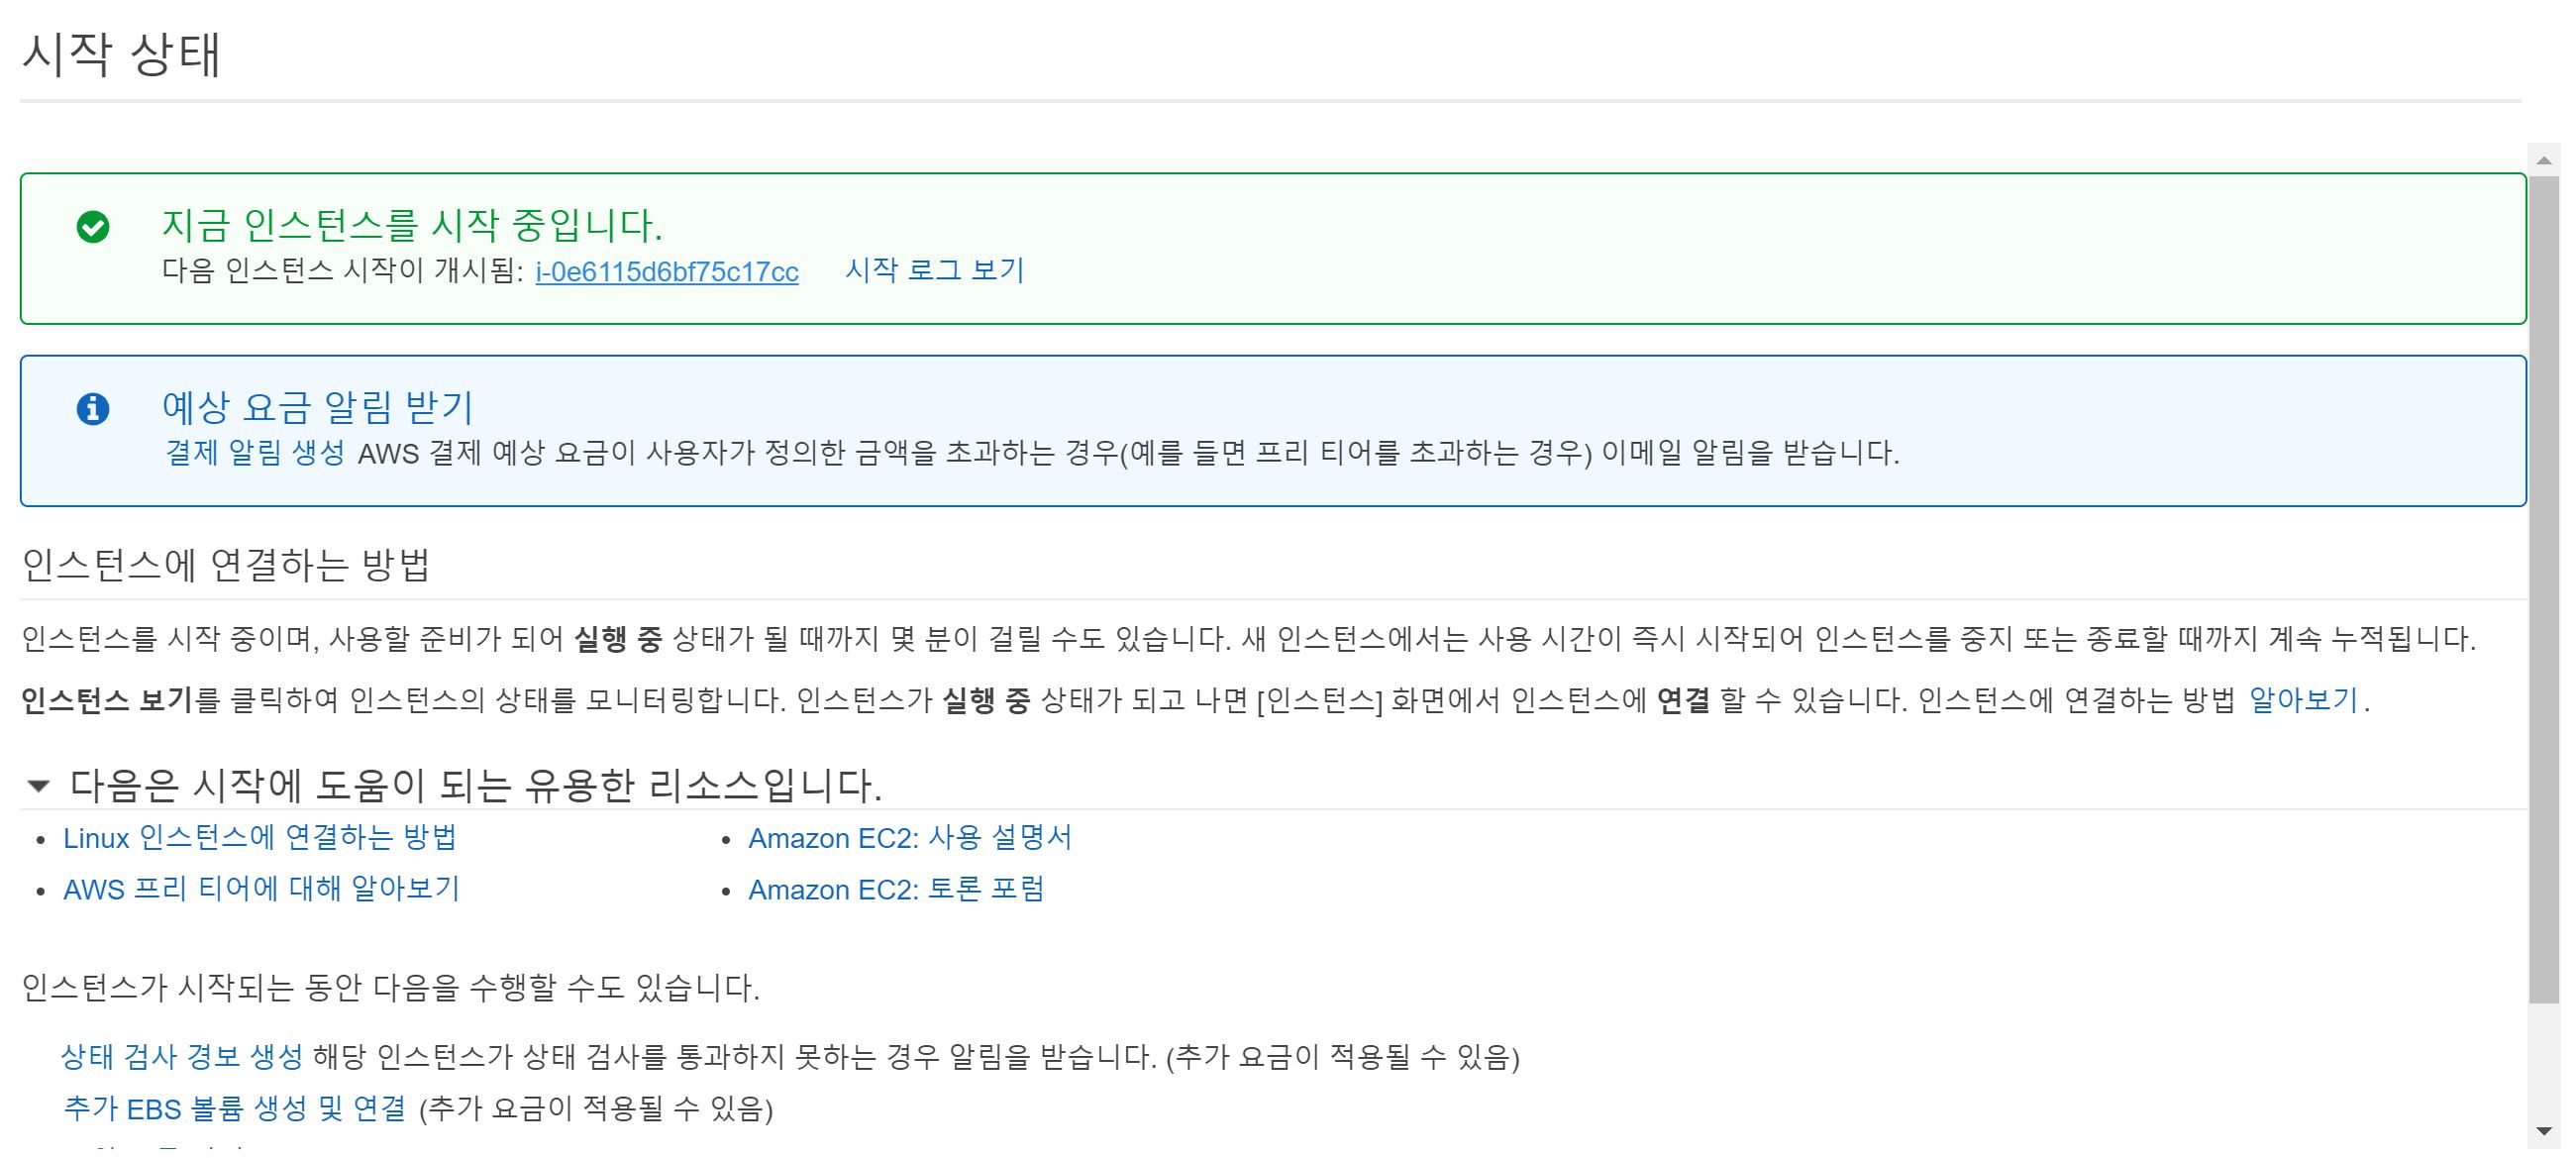 시작 상태
지금 인스턴스를 시작 중입니다.
다음 인스턴스 시작이 개시됨: i-0e6115d6bf75c17cc 시작 로그 보기
예상 요금 알림 받기
결제 알림 생성 AWS 결제 예상 요금이 사용자가 정의한 금액을 초과하는 경우(예를 들면 프리 티어를 초과하는 경우) 이메일 알림을 받습니다.
인스턴스에 연결하는 방법
인스턴스를 시작 중이며, 사용할 준비가 되어 실행 중 상태가 될 때까지 몇 분이 걸릴 수도 있습니다. 새 인스턴스에서는 사용 시간이 즉시 시작되어 인스턴스를 중지 또는 종료할 때까지 계속 누적됩니다.
인스턴스 보기를 클릭하여 인스턴스의 상태를 모니터링합니다. 인스턴스가 실행 중 상태가 되고 나면 [인스턴스] 화면에서 인스턴스에 연결 할 수 있습니다. 인스턴스에 연결하는 방법 알아보기.
다음은 시작에 도움이 되는 유용한 리소스입니다.
• Linux 인스턴스에 연결하는 방법
• Amazon EC2: 사용 설명서
• AWS 프리 티어에 대해 알아보기
• Amazon EC2: 토론 포럼
인스턴스가 시작되는 동안 다음을 수행할 수도 있습니다.
상태 검사 경보 생성 해당 인스턴스가 상태 검사를 통과하지 못하는 경우 알림을 받습니다. (추가 요금이 적용될 수 있음)
추가 EBS 볼륨 생성 및 연결 (추가 요금이 적용될 수 있음)